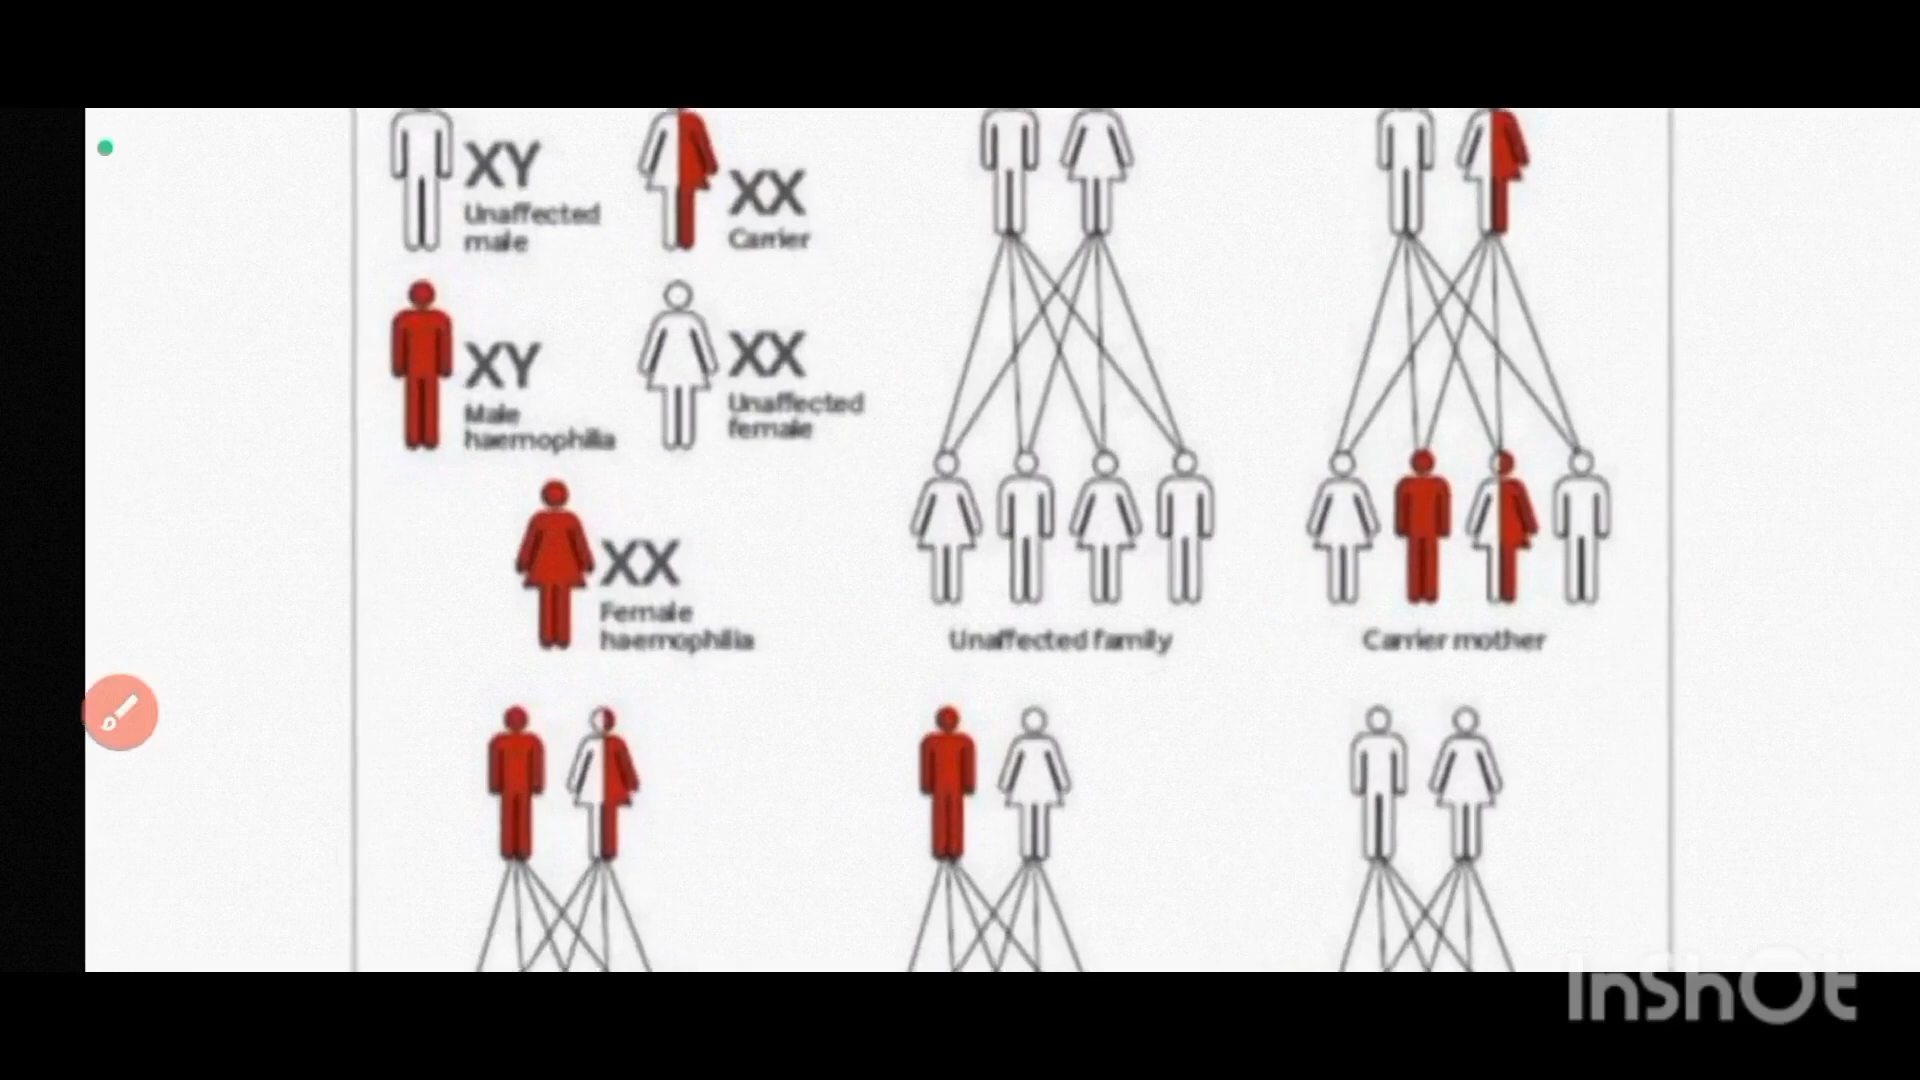 XY
Unaffected
male
XX
Carrier
XY
Male
haemophilia
XX
Unaffected
female
XX
Female
haemophilia
Unaffected family
Carrier mother
InShOt